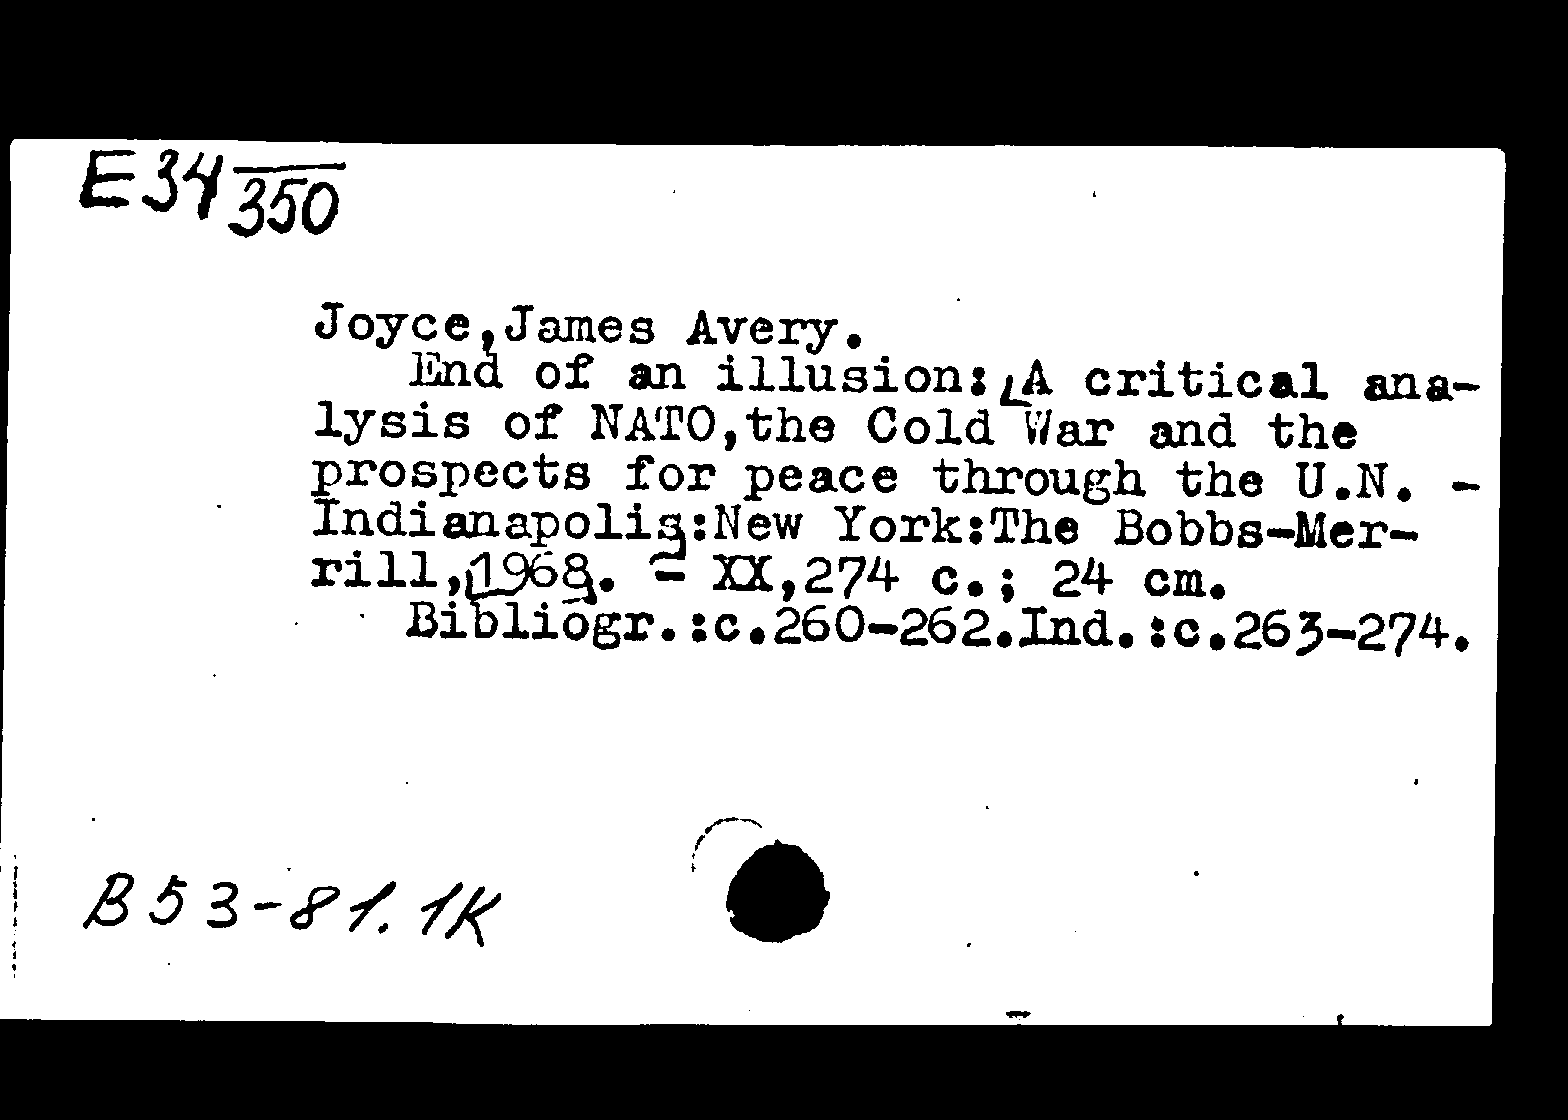 E34/350
Joyce,James Avery.
End of an illusion: A critical ana-
lysis of NATO,the Cold War and the
prospects for peace through the U.N. -
Indianapolis:New York:The Bobbs-Mer-
rill,[1968]. - XX,274 c.; 24 cm.
Bibliogr.:c.260-262.Ind.:c.263-274.
B53-81. 1K